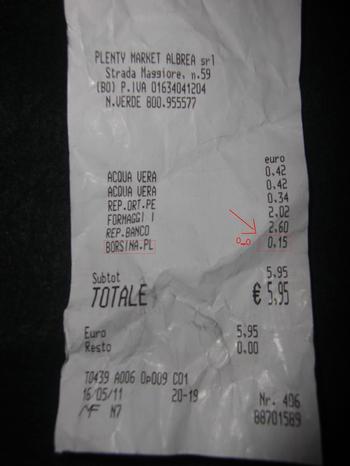 PLENTY MARKET ALBREA srl
Strada Maggiore, n.59
(BO) P.IVA 01634041204
N.VERDE 800.955577
euro
ACQUA VERA 0.42
ACQUA VERA 0.42
REP.ORT.PE 0.34
FORMAGGI I 2.02
REP.BANCO 2.60
BORSINA.PL 0.15
Subtot 5.95
TOTALE € 5.95
Euro 5.95
Resto 0.00
T0439 A006 Op009 C01
16/05/11 20-19 Nr. 406
MF N7 88701589